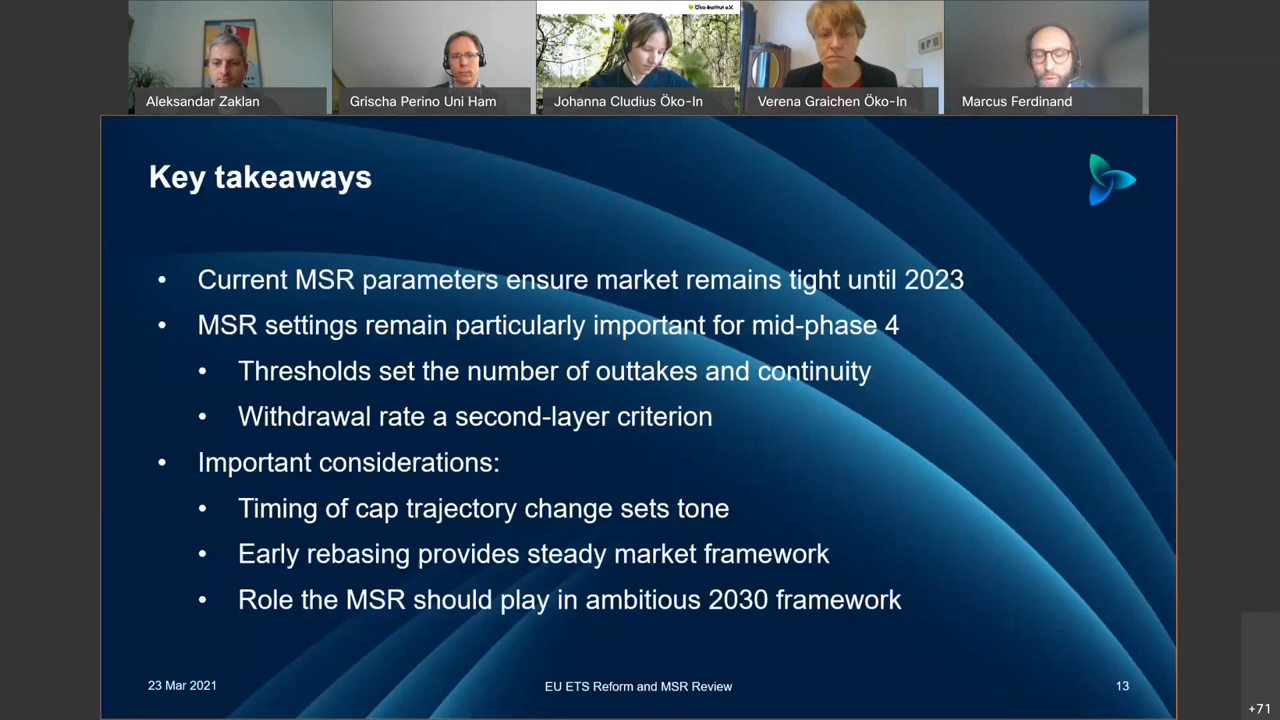 Öko-Institut e.V.
Aleksandar Zaklan
Grischa Perino Uni Ham
Johanna Cludius Öko-In
Verena Graichen Öko-In
Marcus Ferdinand
Key takeaways
• Current MSR parameters ensure market remains tight until 2023
• MSR settings remain particularly important for mid-phase 4
• Thresholds set the number of outtakes and continuity
• Withdrawal rate a second-layer criterion
• Important considerations:
• Timing of cap trajectory change sets tone
• Early rebasing provides steady market framework
• Role the MSR should play in ambitious 2030 framework
23 Mar 2021
EU ETS Reform and MSR Review
13
+71